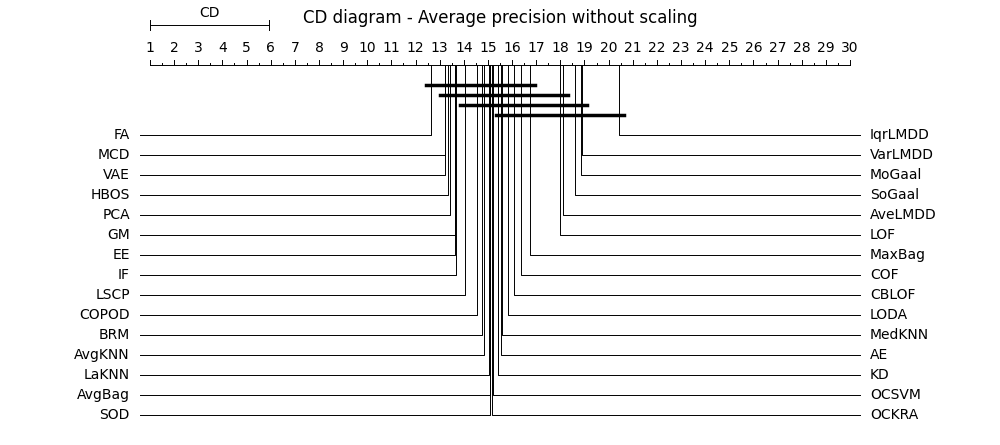 CD
CD diagram - Average precision without scaling
1 2 3 4 5 6 7 8 9 10 11 12 13 14 15 16 17 18 19 20 21 22 23 24 25 26 27 28 29 30
FA IqrLMDD
MCD VarLMDD
VAE MoGaal
HBOS SoGaal
PCA AveLMDD
GM LOF
EE MaxBag
IF COF
LSCP CBLOF
COPOD LODA
BRM MedKNN
AvgKNN AE
LaKNN KD
AvgBag OCSVM
SOD OCKRA